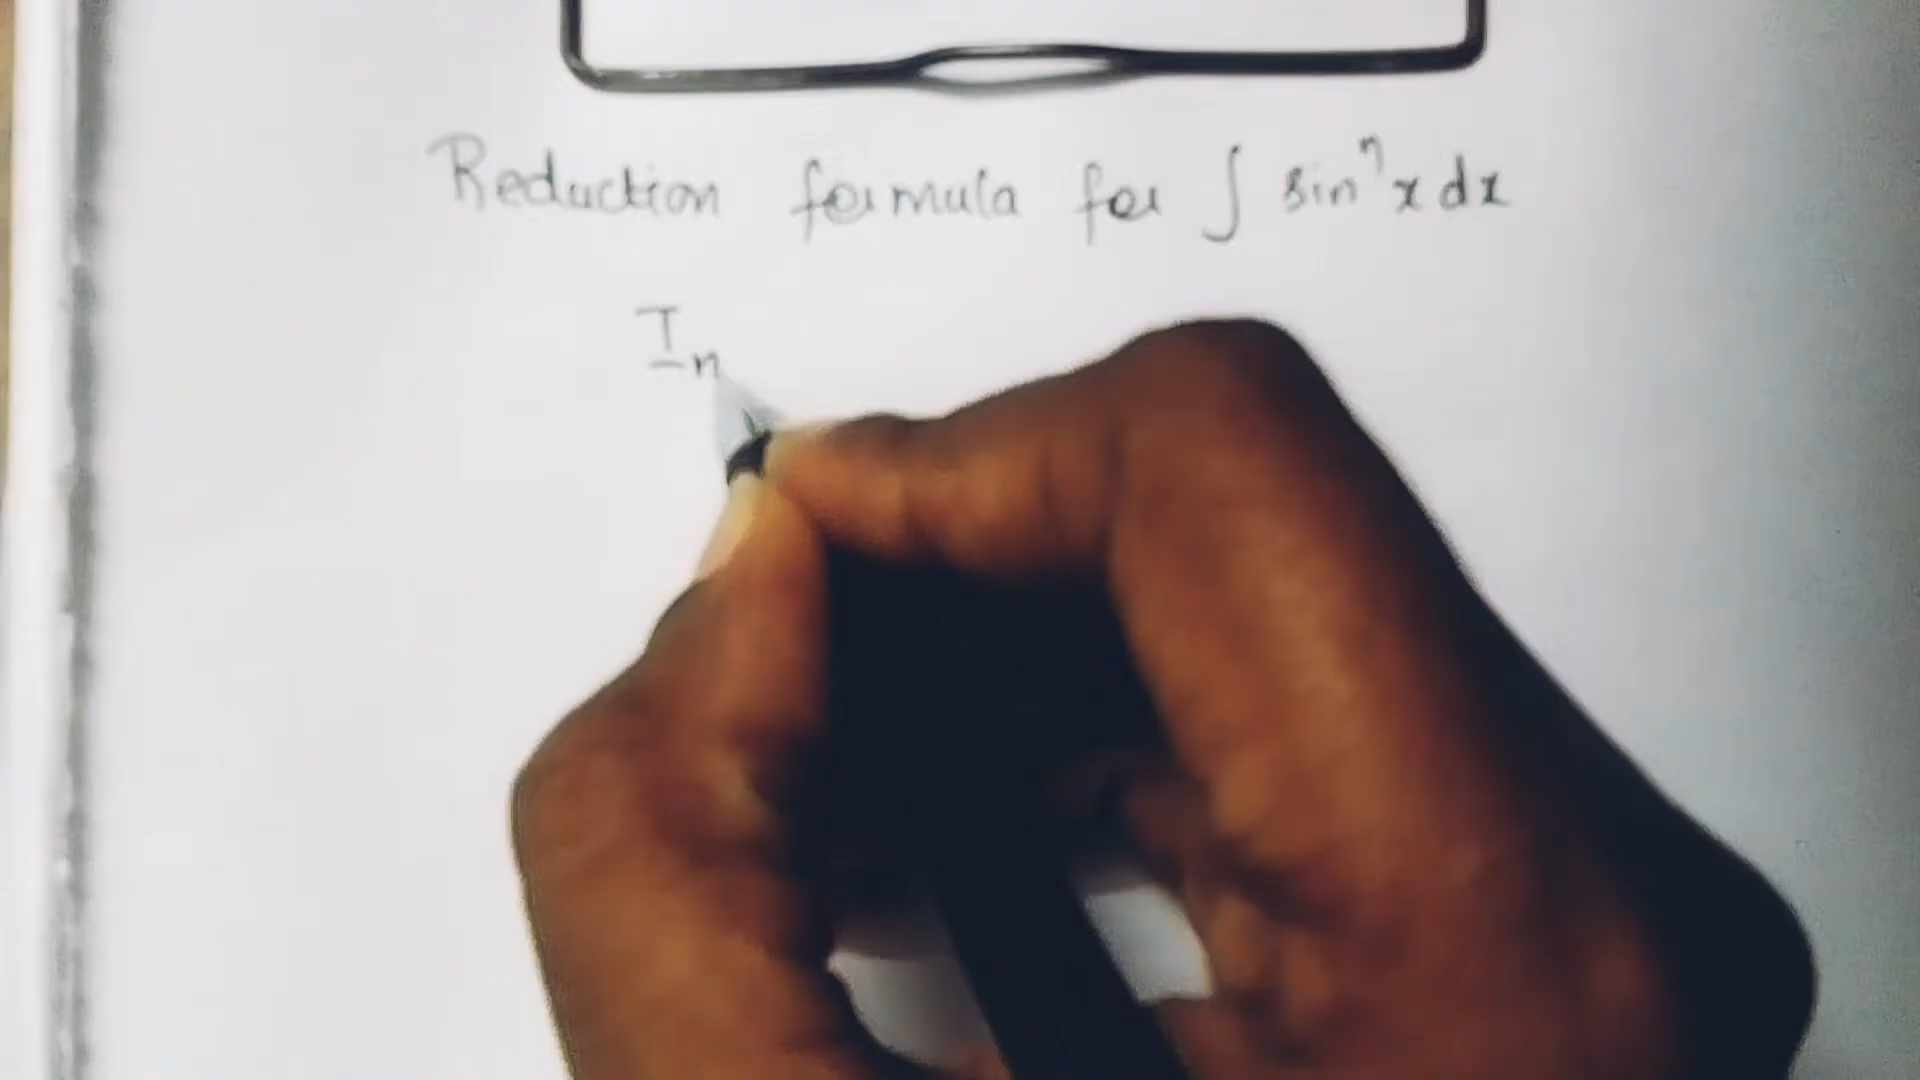 Reduction formula for ∫ sinⁿx dx
Iₙ